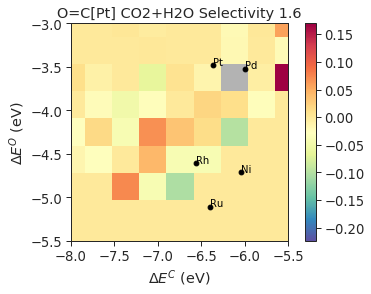 O=C[Pt] CO2+H2O Selectivity 1.6
−3.0
−3.5
−4.0
−4.5
−5.0
−5.5
ΔE^O (eV)
Pt
Pd
Rh
Ni
Ru
−8.0 −7.5 −7.0 −6.5 −6.0 −5.5
ΔE^C (eV)
0.15
0.10
0.05
0.00
−0.05
−0.10
−0.15
−0.20